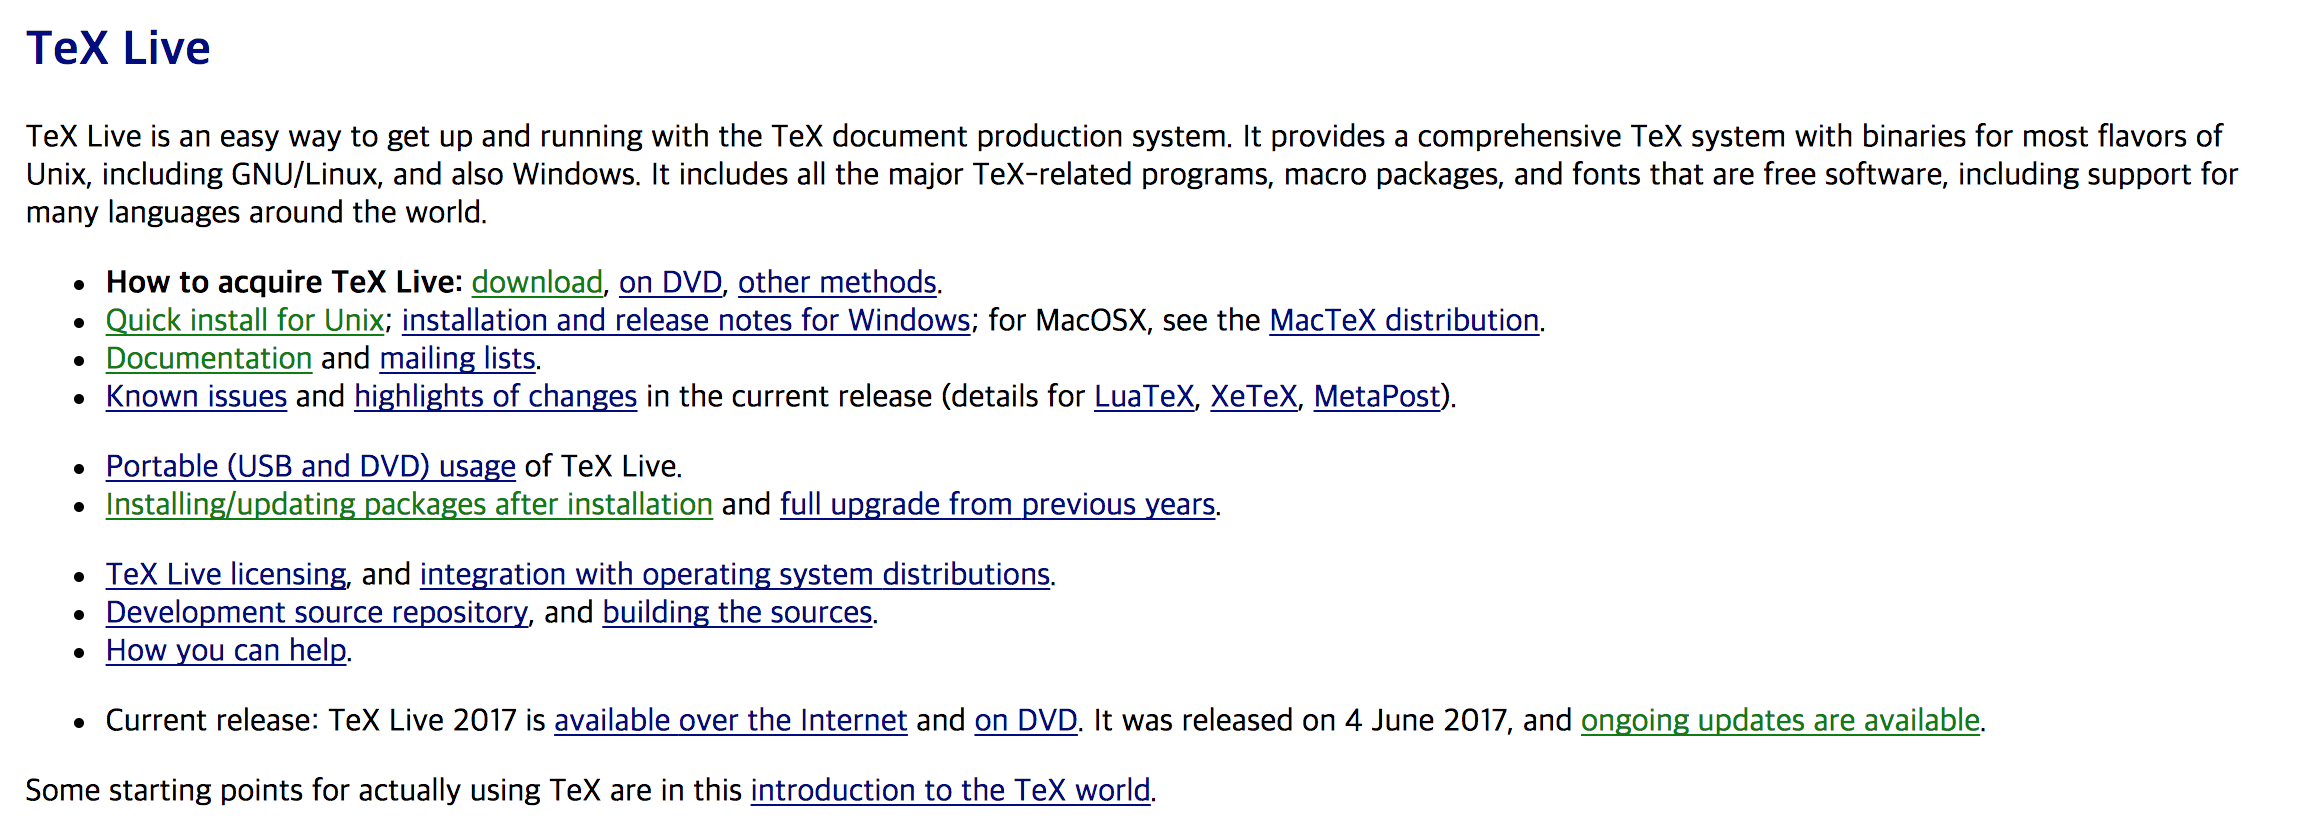 TeX Live
TeX Live is an easy way to get up and running with the TeX document production system. It provides a comprehensive TeX system with binaries for most flavors of
Unix, including GNU/Linux, and also Windows. It includes all the major TeX-related programs, macro packages, and fonts that are free software, including support for
many languages around the world.
• How to acquire TeX Live: download, on DVD, other methods.
• Quick install for Unix; installation and release notes for Windows; for MacOSX, see the MacTeX distribution.
• Documentation and mailing lists.
• Known issues and highlights of changes in the current release (details for LuaTeX, XeTeX, MetaPost).
• Portable (USB and DVD) usage of TeX Live.
• Installing/updating packages after installation and full upgrade from previous years.
• TeX Live licensing, and integration with operating system distributions.
• Development source repository, and building the sources.
• How you can help.
• Current release: TeX Live 2017 is available over the Internet and on DVD. It was released on 4 June 2017, and ongoing updates are available.
Some starting points for actually using TeX are in this introduction to the TeX world.